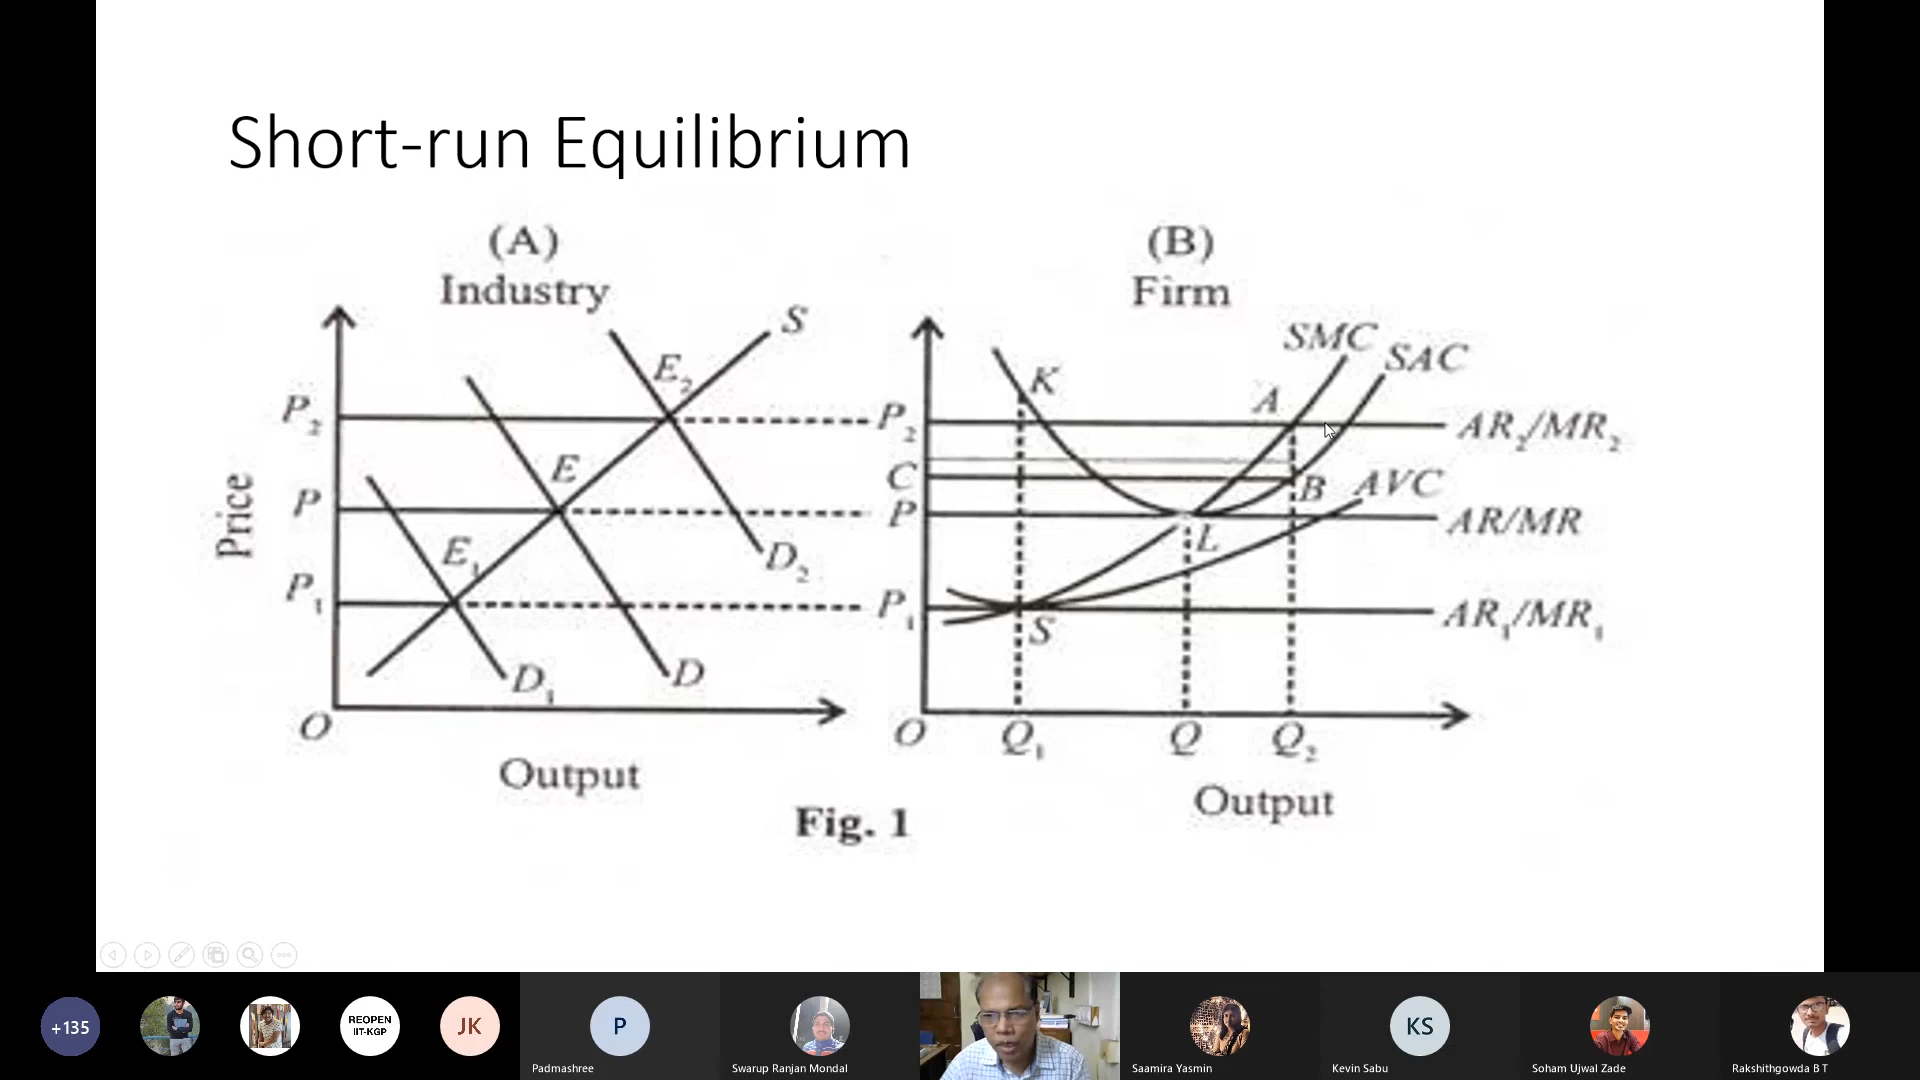 Short-run Equilibrium
(A)
Industry
Price
P₂
P
P₁
O
E₂
E
E₁
S
D₂
D
D₁
Output
(B)
Firm
P₂
C
P
P₁
O
K
A
B
L
S
SMC
SAC
AVC
AR₂/MR₂
AR/MR
AR₁/MR₁
Q₁
Q
Q₂
Output
Fig. 1
+135
REOPEN
IIT-KGP
JK
P
Padmashree
Swarup Ranjan Mondal
Saamira Yasmin
KS
Kevin Sabu
Soham Ujwal Zade
Rakshithgowda B T